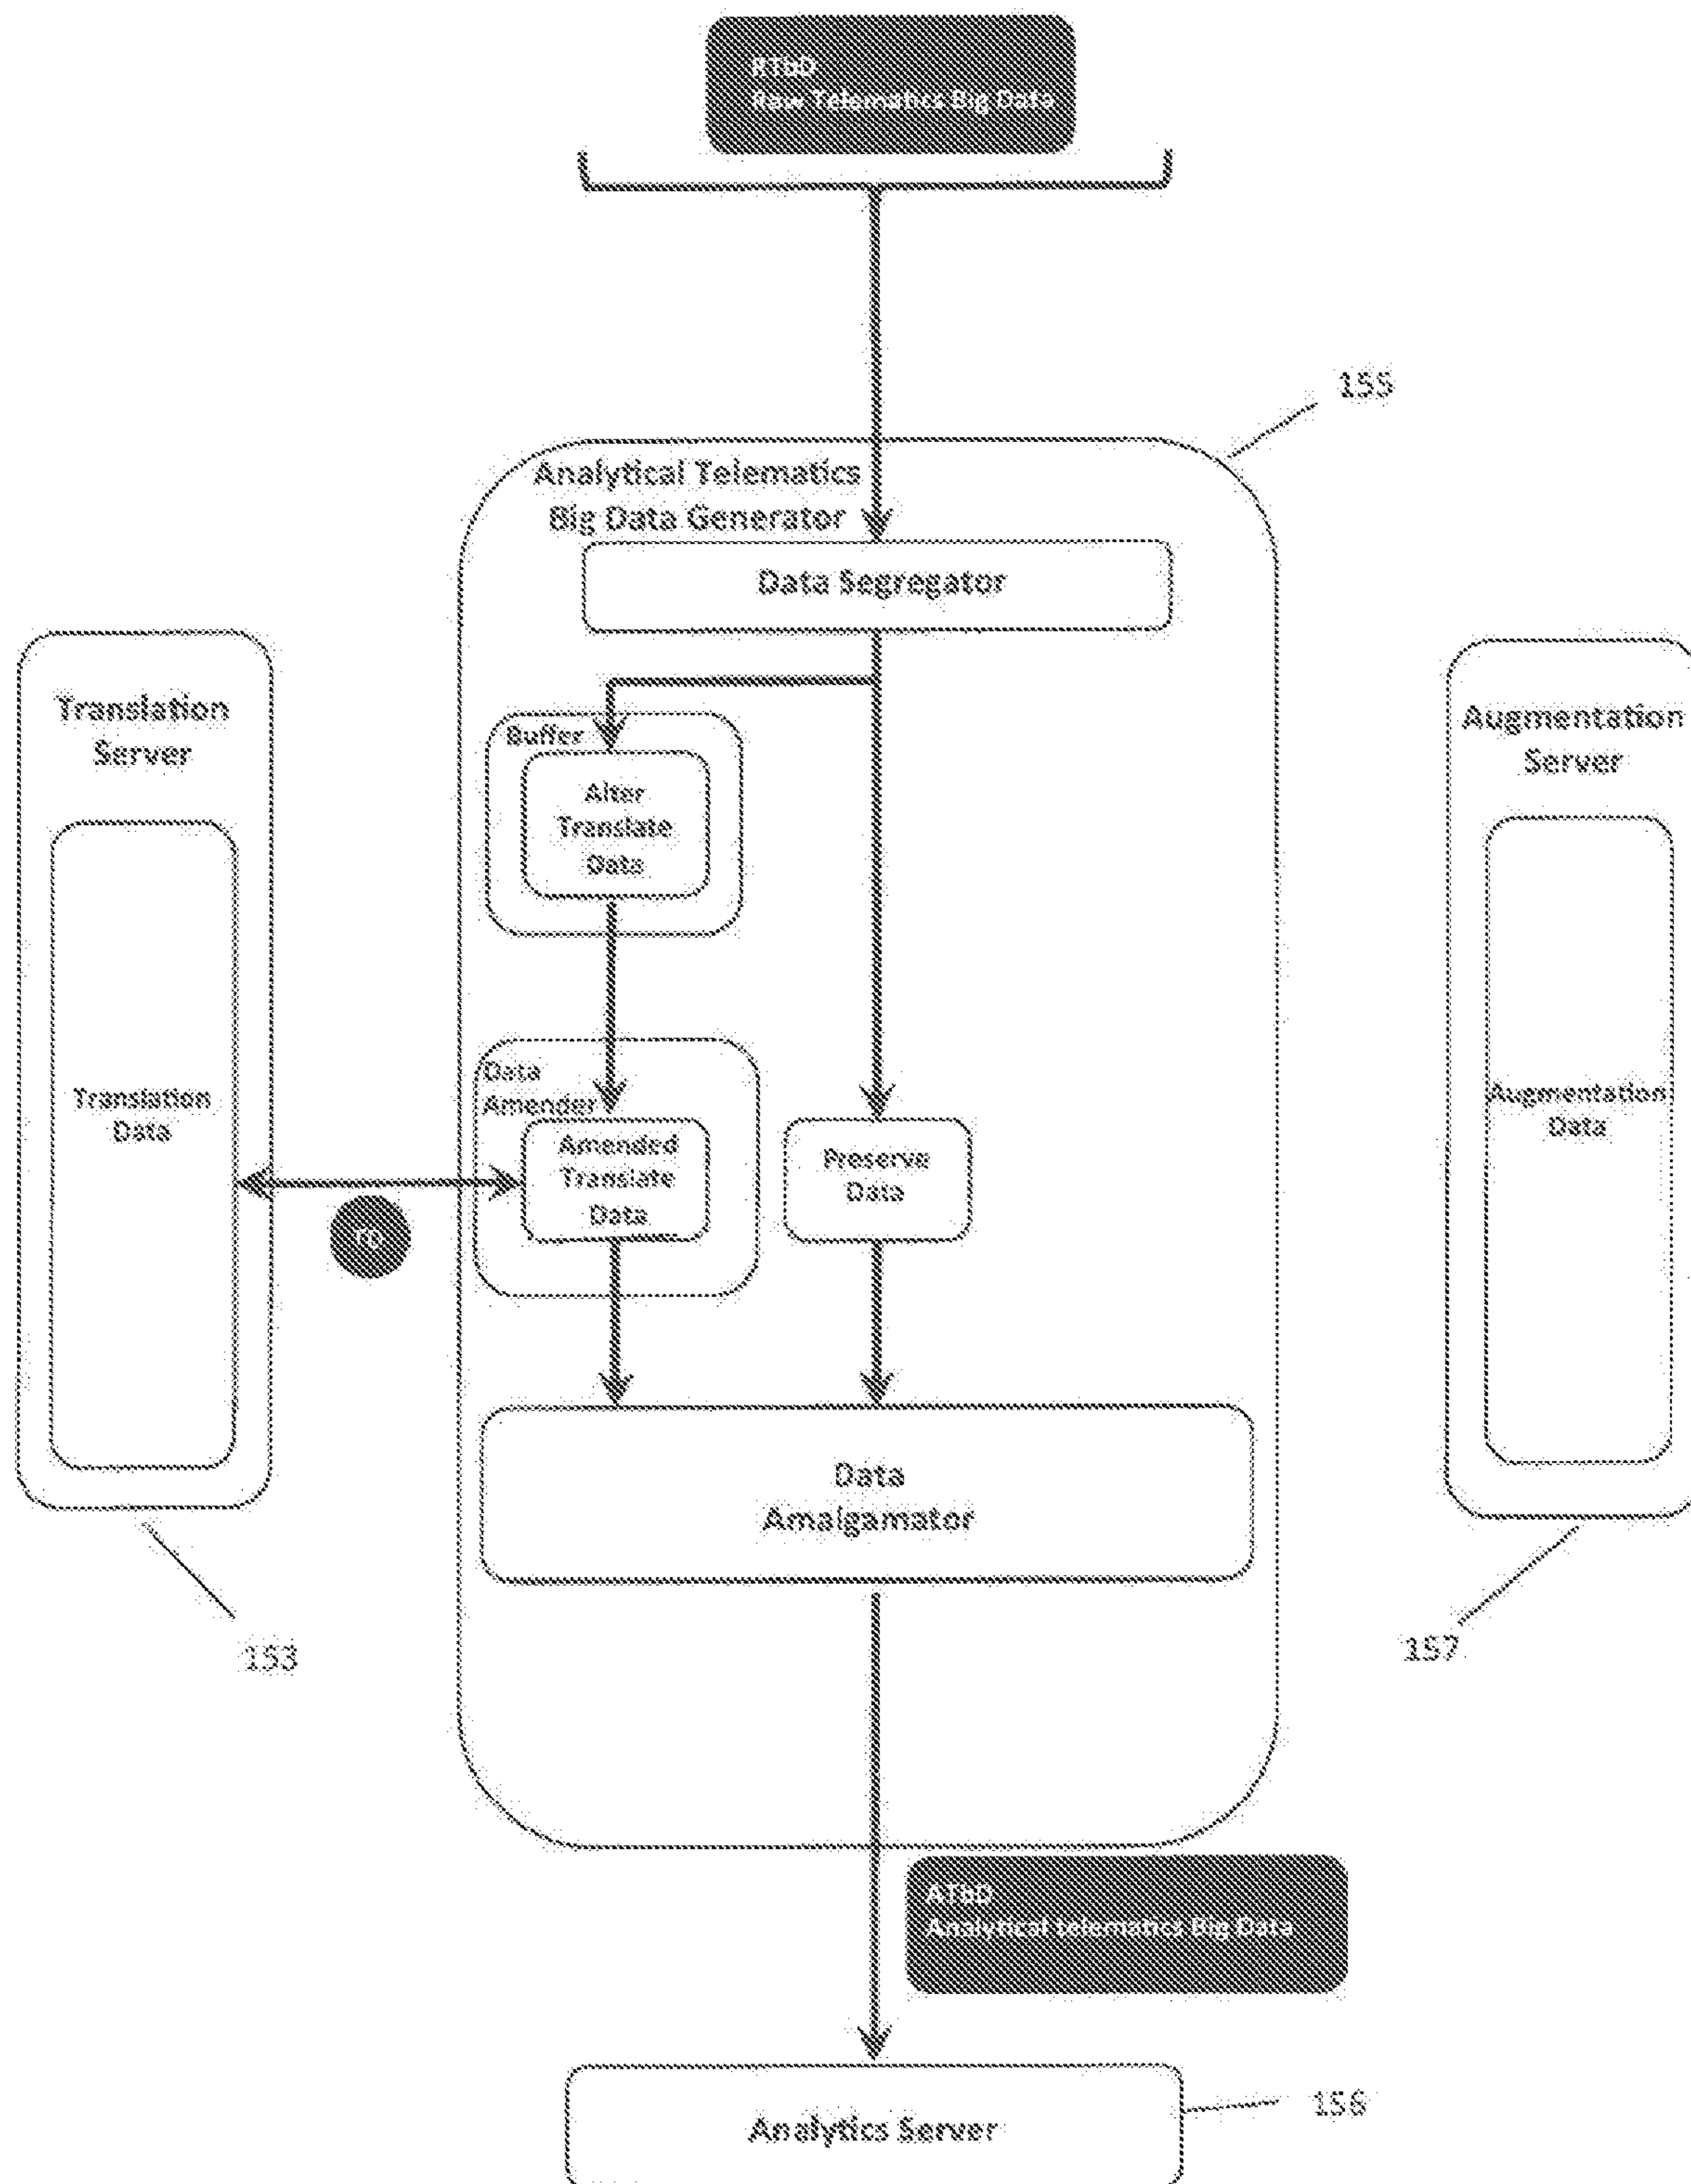 RTbD
Raw Telematics Big Data
155
Analytical Telematics
Big Data Generator
Data Segregator
Translation
Server
Augmentation
Server
Buffer
Alter
Translate
Data
Data
Amender
Translation
Data
Amended
Translate
Data
Preserve
Data
Augmentation
Data
Data
Amalgamator
153
157
ATbD
Analytical telematics Big Data
Analytics Server
156